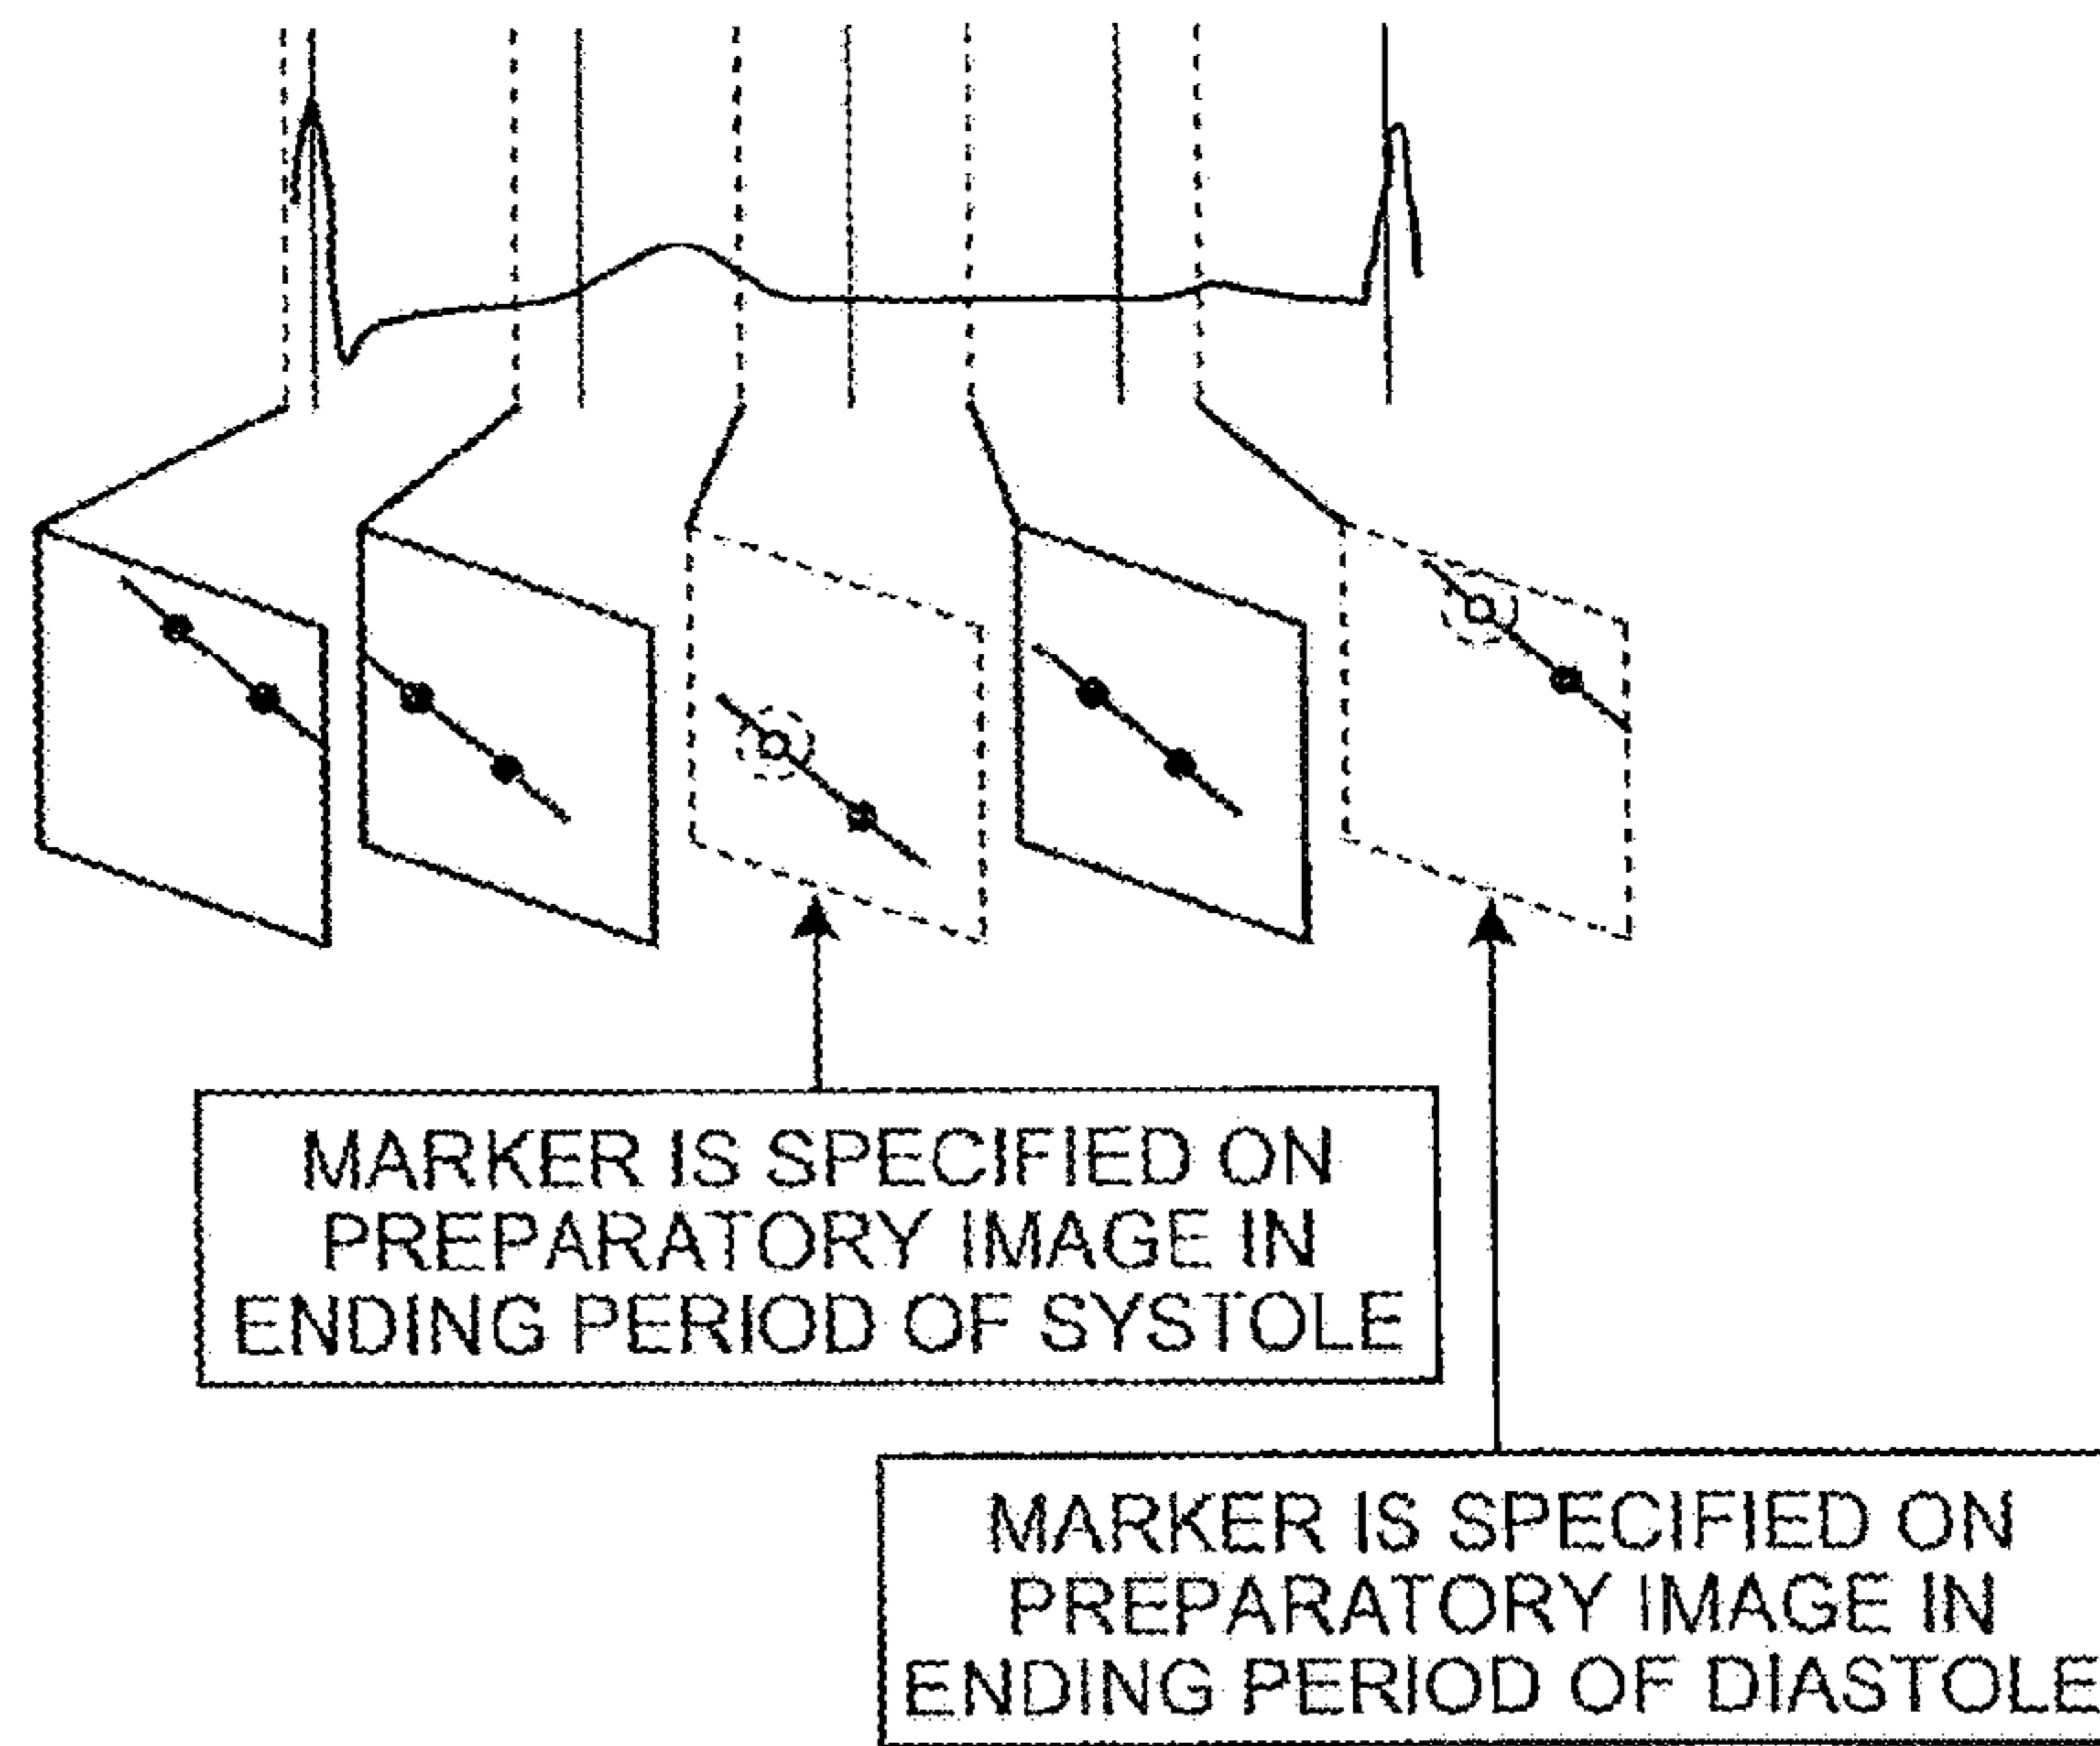 MARKER IS SPECIFIED ON
PREPARATORY IMAGE IN
ENDING PERIOD OF SYSTOLE
MARKER IS SPECIFIED ON
PREPARATORY IMAGE IN
ENDING PERIOD OF DIASTOLE